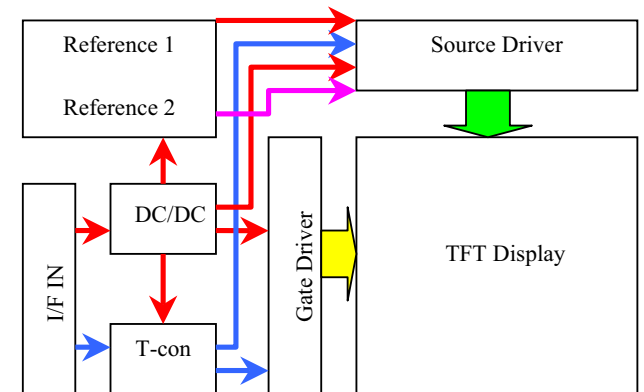 Reference 1
Source Driver
Reference 2
DC/DC
TFT Display
Gate Driver
I/F IN
T-con